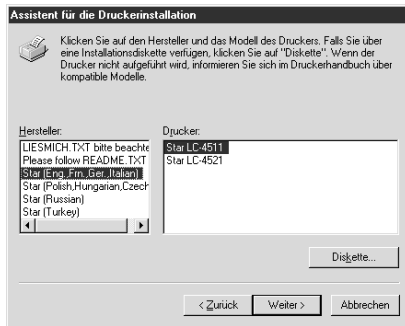 Assistent für die Druckerinstallation
Klicken Sie auf den Hersteller und das Modell des Druckers. Falls Sie über
eine Installationsdiskette verfügen, klicken Sie auf "Diskette". Wenn der
Drucker nicht aufgeführt wird, informieren Sie sich im Druckerhandbuch über
kompatible Modelle.
Hersteller:
LIESMICH.TXT bitte beachte
Please follow README.TXT
Star (Eng.,Frn.,Ger.,Italian)
Star (Polish,Hungarian,Czech
Star (Russian)
Star (Turkey)
Drucker:
Star LC-4511
Star LC-4521
Diskette...
< Zurück
Weiter >
Abbrechen